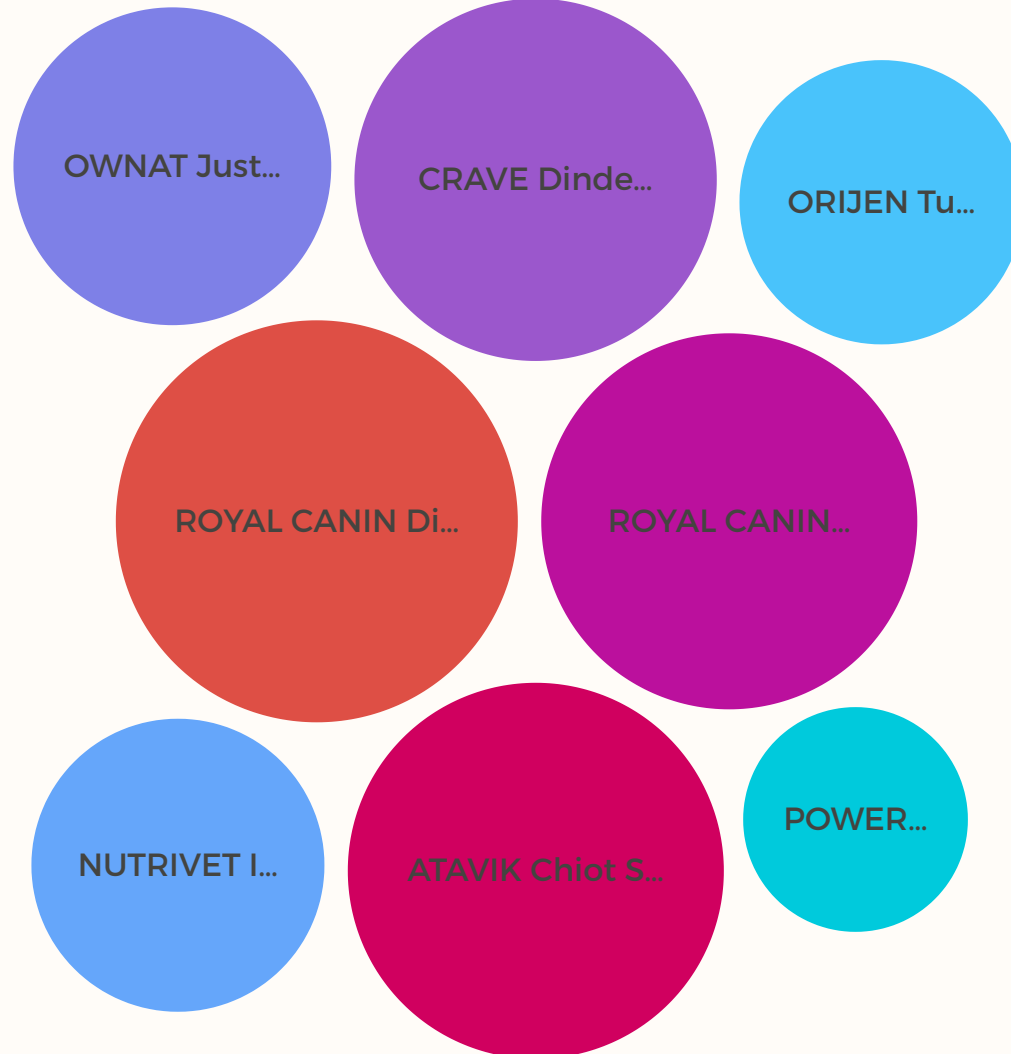 OWNAT Just...
CRAVE Dinde...
ORIJEN Tu...
ROYAL CANIN Di...
ROYAL CANIN...
NUTRIVET I...
ATAVIK Chiot S...
POWER...